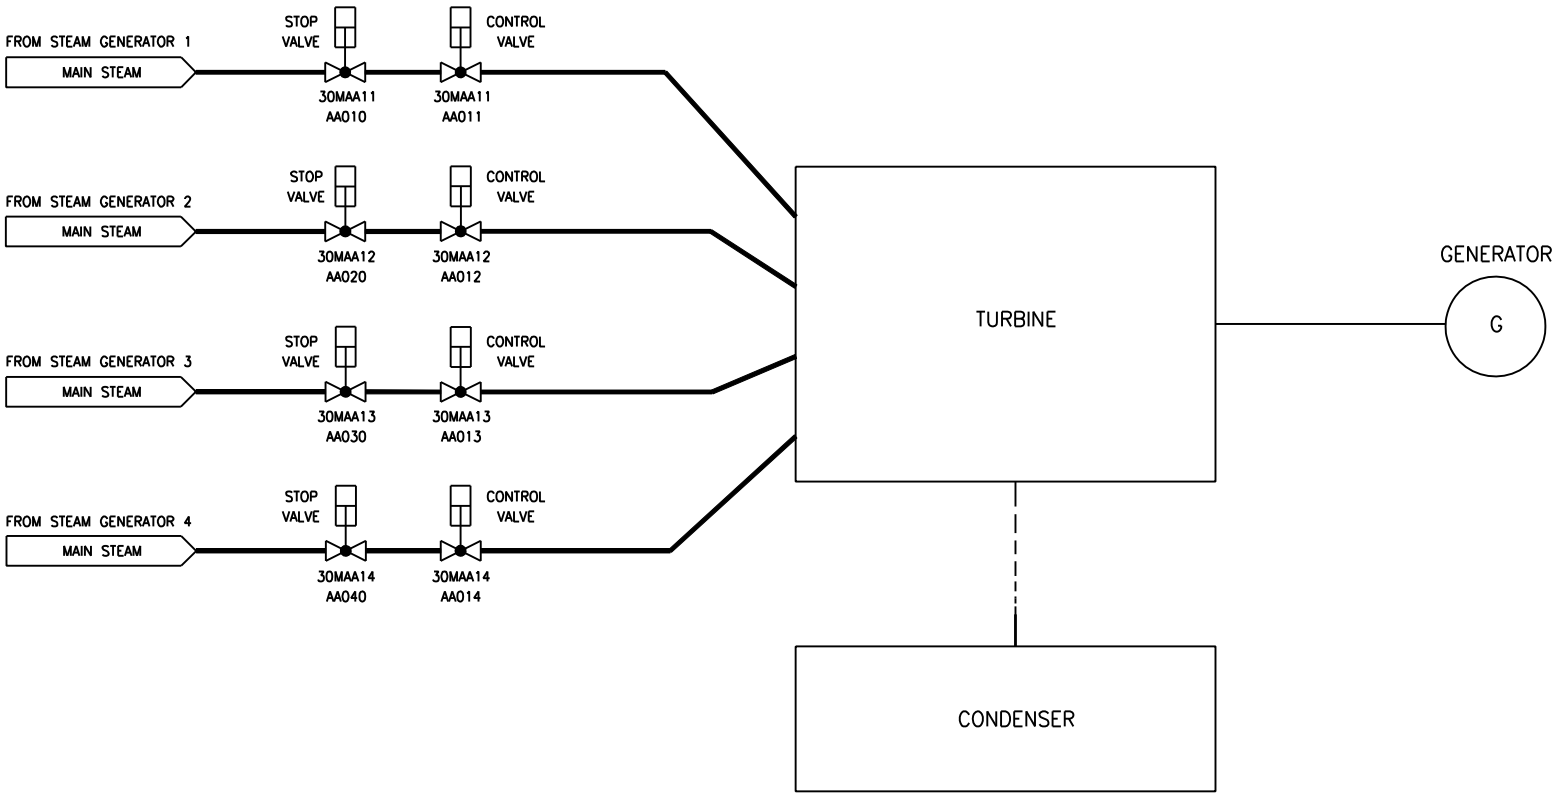 STOP
VALVE
CONTROL
VALVE
FROM STEAM GENERATOR 1
MAIN STEAM
30MAA11
AA010
30MAA11
AA011
STOP
VALVE
CONTROL
VALVE
FROM STEAM GENERATOR 2
MAIN STEAM
30MAA12
AA020
30MAA12
AA012
STOP
VALVE
CONTROL
VALVE
FROM STEAM GENERATOR 3
MAIN STEAM
30MAA13
AA030
30MAA13
AA013
STOP
VALVE
CONTROL
VALVE
FROM STEAM GENERATOR 4
MAIN STEAM
30MAA14
AA040
30MAA14
AA014
TURBINE
GENERATOR
G
CONDENSER